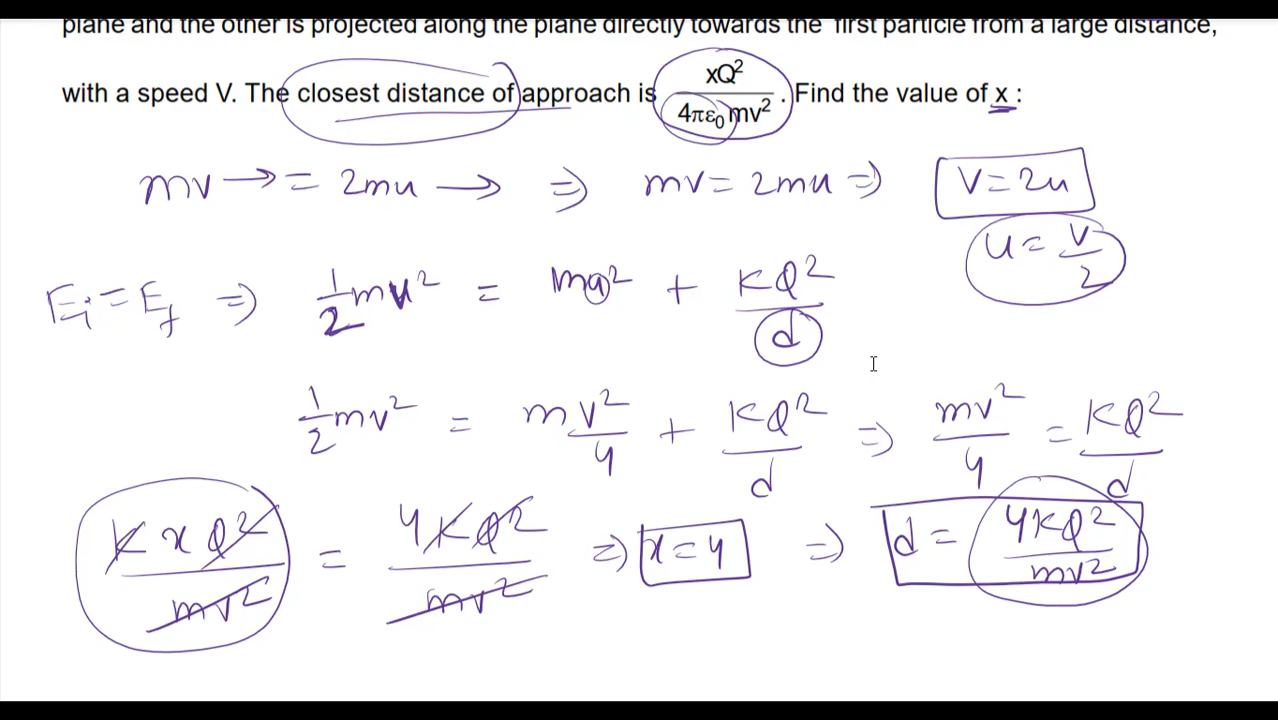 plane and the other is projected along the plane directly towards the first particle from a large distance,
with a speed V. The closest distance of approach is xQ²/4πε₀mv² . Find the value of x :
mv → = 2mu → ⇒ mv = 2mu ⇒ v = 2u
u = v/2
Ei = Ef ⇒ 1/2 mv² = mu² + KQ²/d
1/2 mv² = m v²/4 + KQ²/d ⇒ mv²/4 = KQ²/d
K x Q²/mv² = 4KQ²/mv² ⇒ x = 4 ⇒ d = 4KQ²/mv²